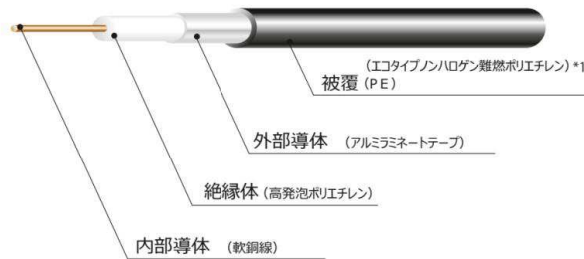 （エコタイプノンハロゲン難燃ポリエチレン）*1
被覆（PE）
外部導体 （アルミラミネートテープ）
絶縁体（高発泡ポリエチレン）
内部導体 （軟銅線）